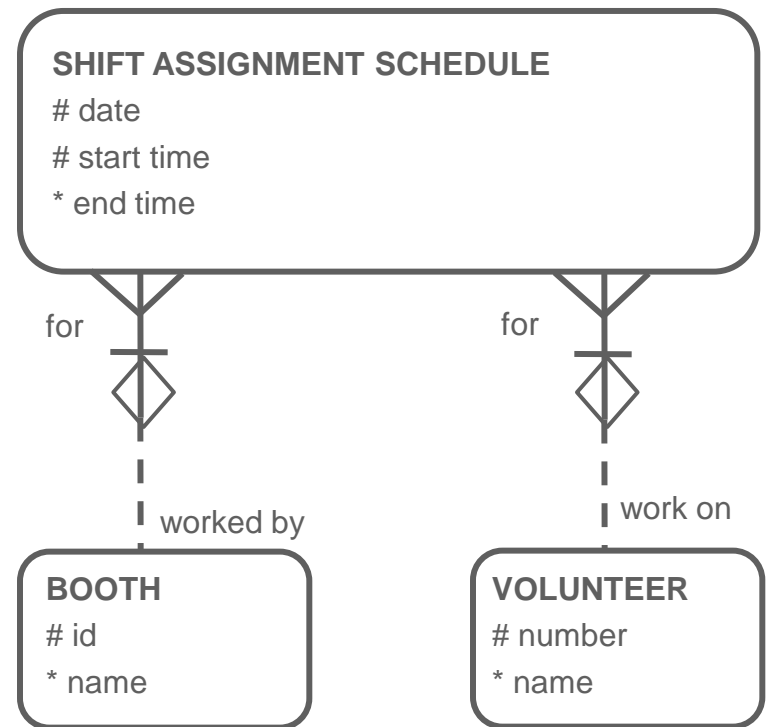 SHIFT ASSIGNMENT SCHEDULE
# date
# start time
* end time
for
for
worked by
work on
BOOTH
# id
* name
VOLUNTEER
# number
* name